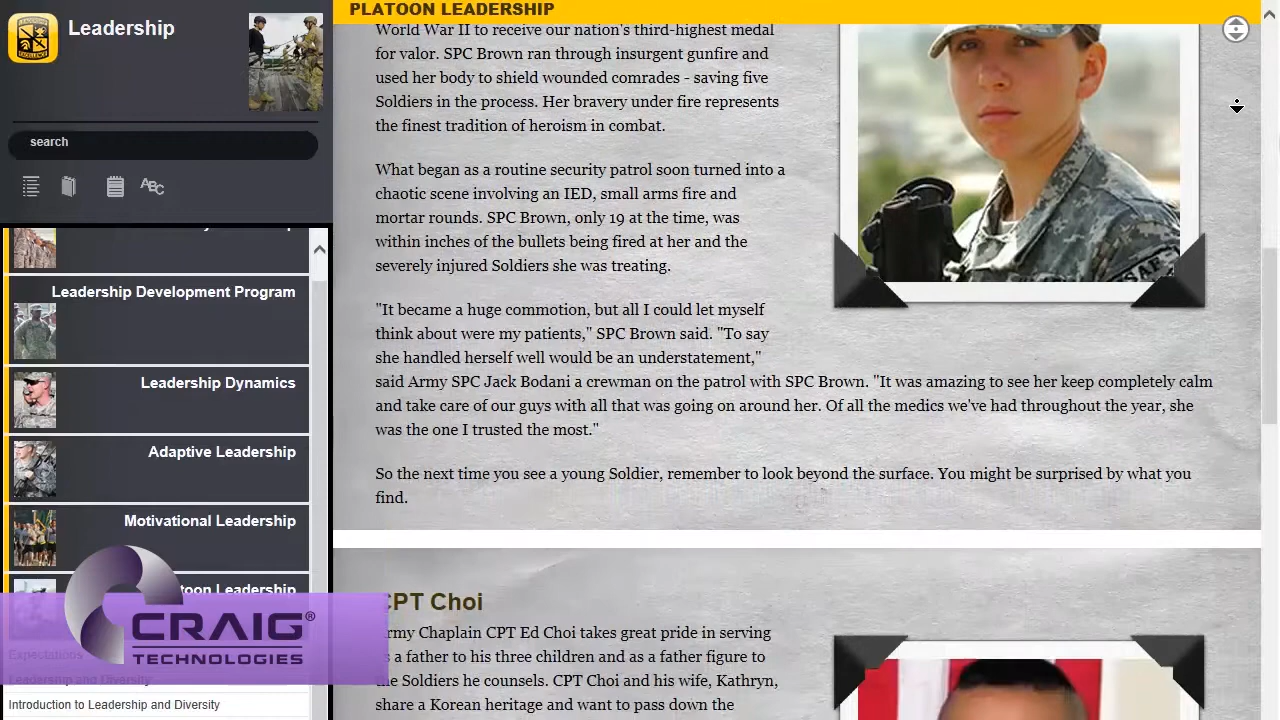 Leadership
search
ABC
Leadership Development Program
Leadership Dynamics
Adaptive Leadership
Motivational Leadership
toon Leadership
Expectations
Leadership and Diversity
Introduction to Leadership and Diversity
CRAIG®
TECHNOLOGIES
PLATOON LEADERSHIP
World War II to receive our nation's third-highest medal
for valor. SPC Brown ran through insurgent gunfire and
used her body to shield wounded comrades - saving five
Soldiers in the process. Her bravery under fire represents
the finest tradition of heroism in combat.
What began as a routine security patrol soon turned into a
chaotic scene involving an IED, small arms fire and
mortar rounds. SPC Brown, only 19 at the time, was
within inches of the bullets being fired at her and the
severely injured Soldiers she was treating.
"It became a huge commotion, but all I could let myself
think about were my patients," SPC Brown said. "To say
she handled herself well would be an understatement,"
said Army SPC Jack Bodani a crewman on the patrol with SPC Brown. "It was amazing to see her keep completely calm
and take care of our guys with all that was going on around her. Of all the medics we've had throughout the year, she
was the one I trusted the most."
So the next time you see a young Soldier, remember to look beyond the surface. You might be surprised by what you
find.
CPT Choi
Army Chaplain CPT Ed Choi takes great pride in serving
as a father to his three children and as a father figure to
the Soldiers he counsels. CPT Choi and his wife, Kathryn,
share a Korean heritage and want to pass down the